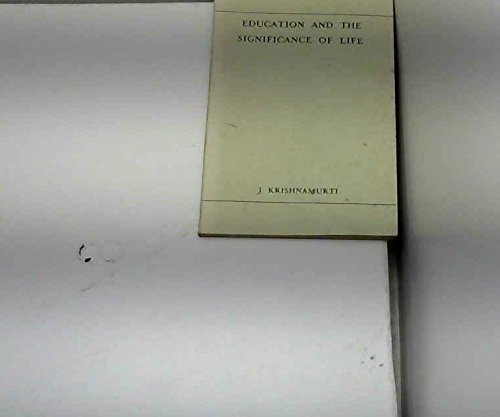 EDUCATION AND THE
SIGNIFICANCE OF LIFE
J. KRISHNAMURTI